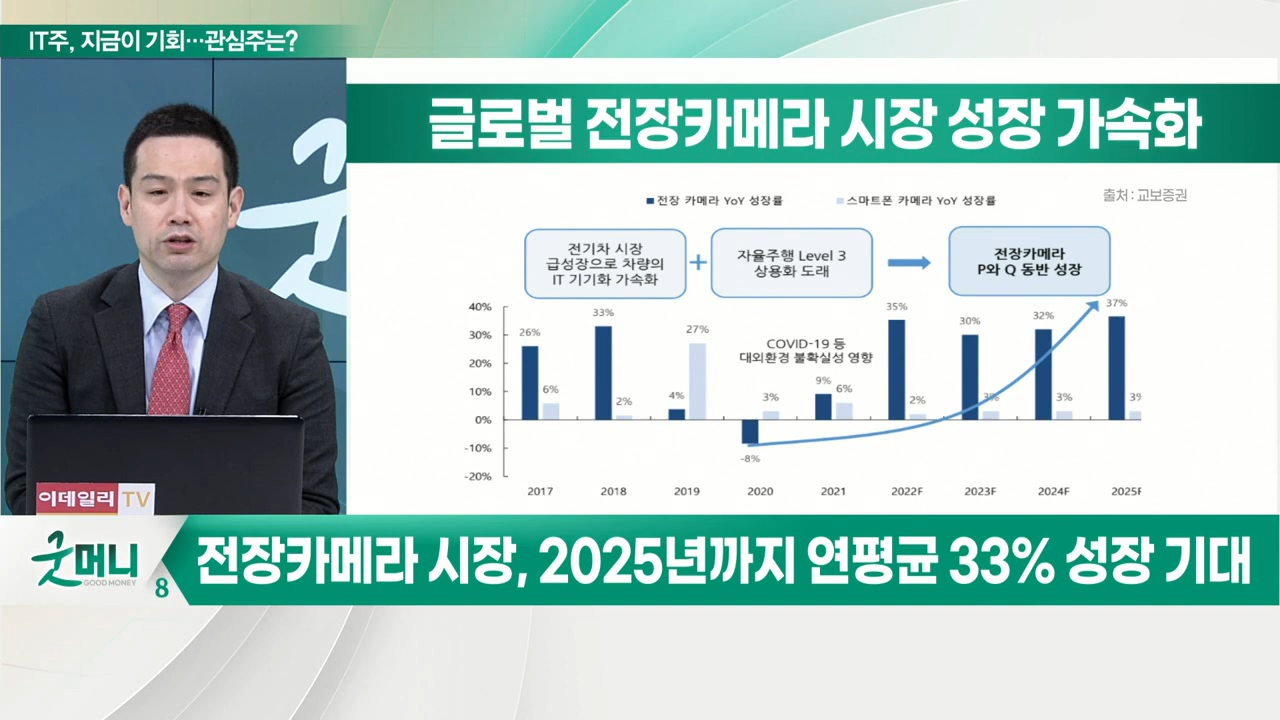 IT주, 지금이 기회…관심주는?
글로벌 전장카메라 시장 성장 가속화
출처 : 교보증권
전장 카메라 YoY 성장률
스마트폰 카메라 YoY 성장률
전기차 시장
급성장으로 차량의
IT 기기화 가속화
+
자율주행 Level 3
상용화 도래
전장카메라
P와 Q 동반 성장
COVID-19 등
대외환경 불확실성 영향
40%
30%
20%
10%
0%
-10%
-20%
26%
6%
33%
2%
4%
27%
-8%
3%
9%
6%
35%
2%
30%
3%
32%
3%
37%
3%
2017
2018
2019
2020
2021
2022F
2023F
2024F
2025F
이데일리 TV
굿머니
GOOD MONEY
8
전장카메라 시장, 2025년까지 연평균 33% 성장 기대